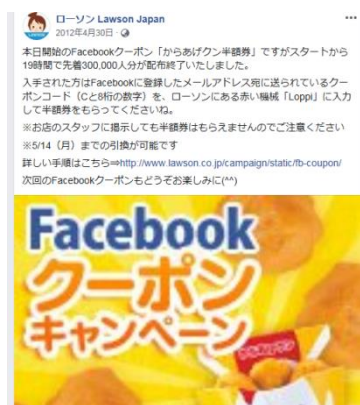 ローソン Lawson Japan
2012年4月30日
本日開始のFacebookクーポン「からあげクン半額券」ですがスタートから
19時間で先着300,000人分が配布終了いたしました。
入手された方はFacebookに登録したメールアドレス宛に送られているクー
ポンコード（Cと8桁の数字）を、ローソンにある赤い機械「Loppi」に入力
して半額券をもらってくださいね。
※お店のスタッフに掲示しても半額券はもらえませんのでご注意ください
※5/14（月）までの引換が可能です
詳しい手順はこちら⇒http://www.lawson.co.jp/campaign/static/fb-coupon/
次回のFacebookクーポンもどうぞお楽しみに(^^)
Facebook
クーポン
キャンペーン